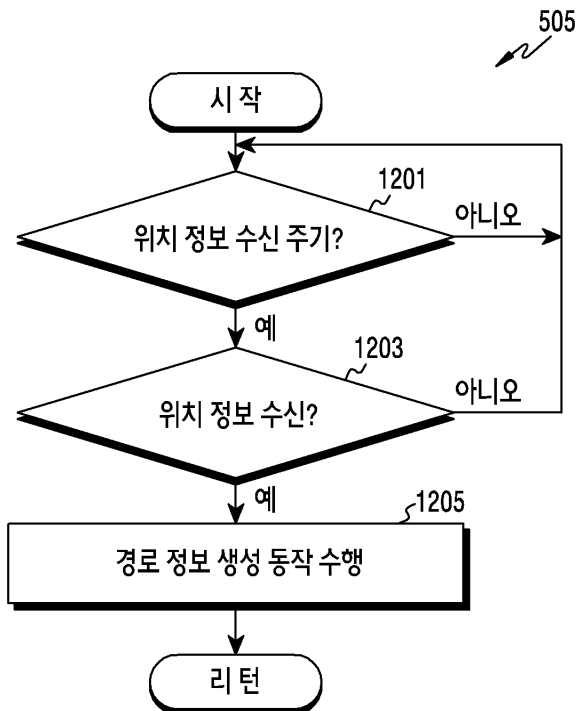 505
시 작
1201
위치 정보 수신 주기?
아니오
예
1203
위치 정보 수신?
아니오
예
1205
경로 정보 생성 동작 수행
리 턴